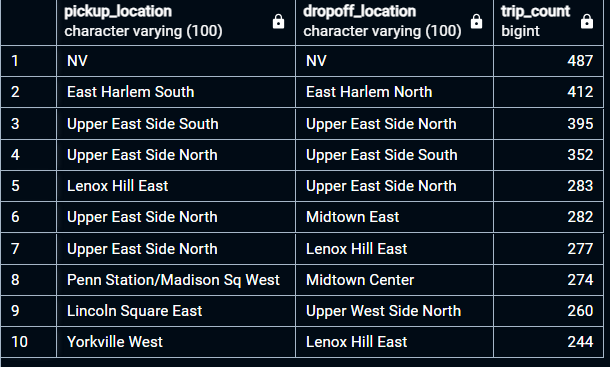 pickup_location dropoff_location trip_count
character varying (100) character varying (100) bigint
1 NV NV 487
2 East Harlem South East Harlem North 412
3 Upper East Side South Upper East Side North 395
4 Upper East Side North Upper East Side South 352
5 Lenox Hill East Upper East Side North 283
6 Upper East Side North Midtown East 282
7 Upper East Side North Lenox Hill East 277
8 Penn Station/Madison Sq West Midtown Center 274
9 Lincoln Square East Upper West Side North 260
10 Yorkville West Lenox Hill East 244